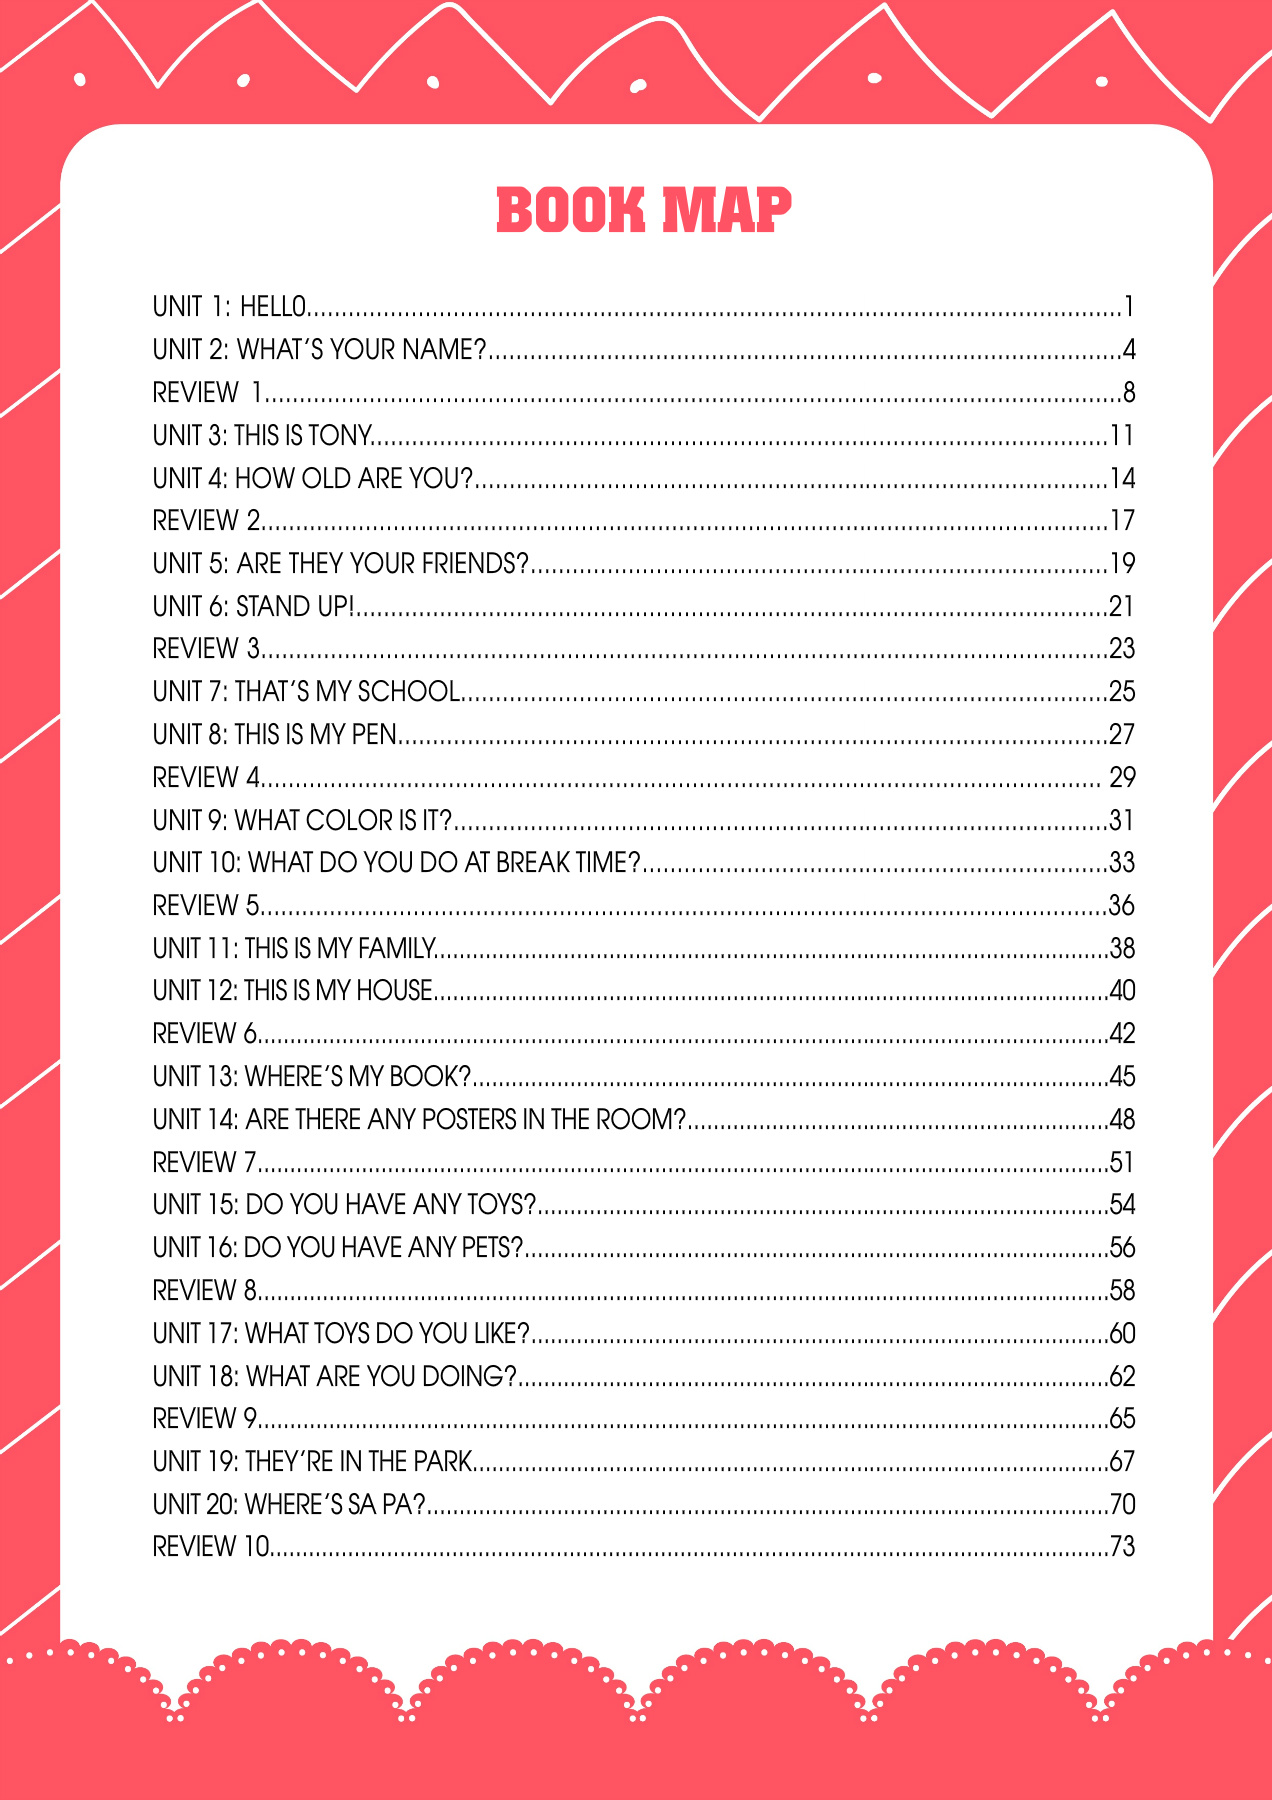 BOOK MAP
UNIT 1: HELLO........................................1
UNIT 2: WHAT'S YOUR NAME?........................................4
REVIEW 1........................................8
UNIT 3: THIS IS TONY........................................11
UNIT 4: HOW OLD ARE YOU?........................................14
REVIEW 2........................................17
UNIT 5: ARE THEY YOUR FRIENDS?........................................19
UNIT 6: STAND UP!........................................21
REVIEW 3........................................23
UNIT 7: THAT'S MY SCHOOL........................................25
UNIT 8: THIS IS MY PEN........................................27
REVIEW 4........................................ 29
UNIT 9: WHAT COLOR IS IT?........................................31
UNIT 10: WHAT DO YOU DO AT BREAK TIME?........................................33
REVIEW 5........................................36
UNIT 11: THIS IS MY FAMILY........................................38
UNIT 12: THIS IS MY HOUSE........................................40
REVIEW 6........................................42
UNIT 13: WHERE'S MY BOOK?........................................45
UNIT 14: ARE THERE ANY POSTERS IN THE ROOM?........................................48
REVIEW 7........................................51
UNIT 15: DO YOU HAVE ANY TOYS?........................................54
UNIT 16: DO YOU HAVE ANY PETS?........................................56
REVIEW 8........................................58
UNIT 17: WHAT TOYS DO YOU LIKE?........................................60
UNIT 18: WHAT ARE YOU DOING?........................................62
REVIEW 9........................................65
UNIT 19: THEY'RE IN THE PARK........................................67
UNIT 20: WHERE'S SA PA?........................................70
REVIEW 10........................................73